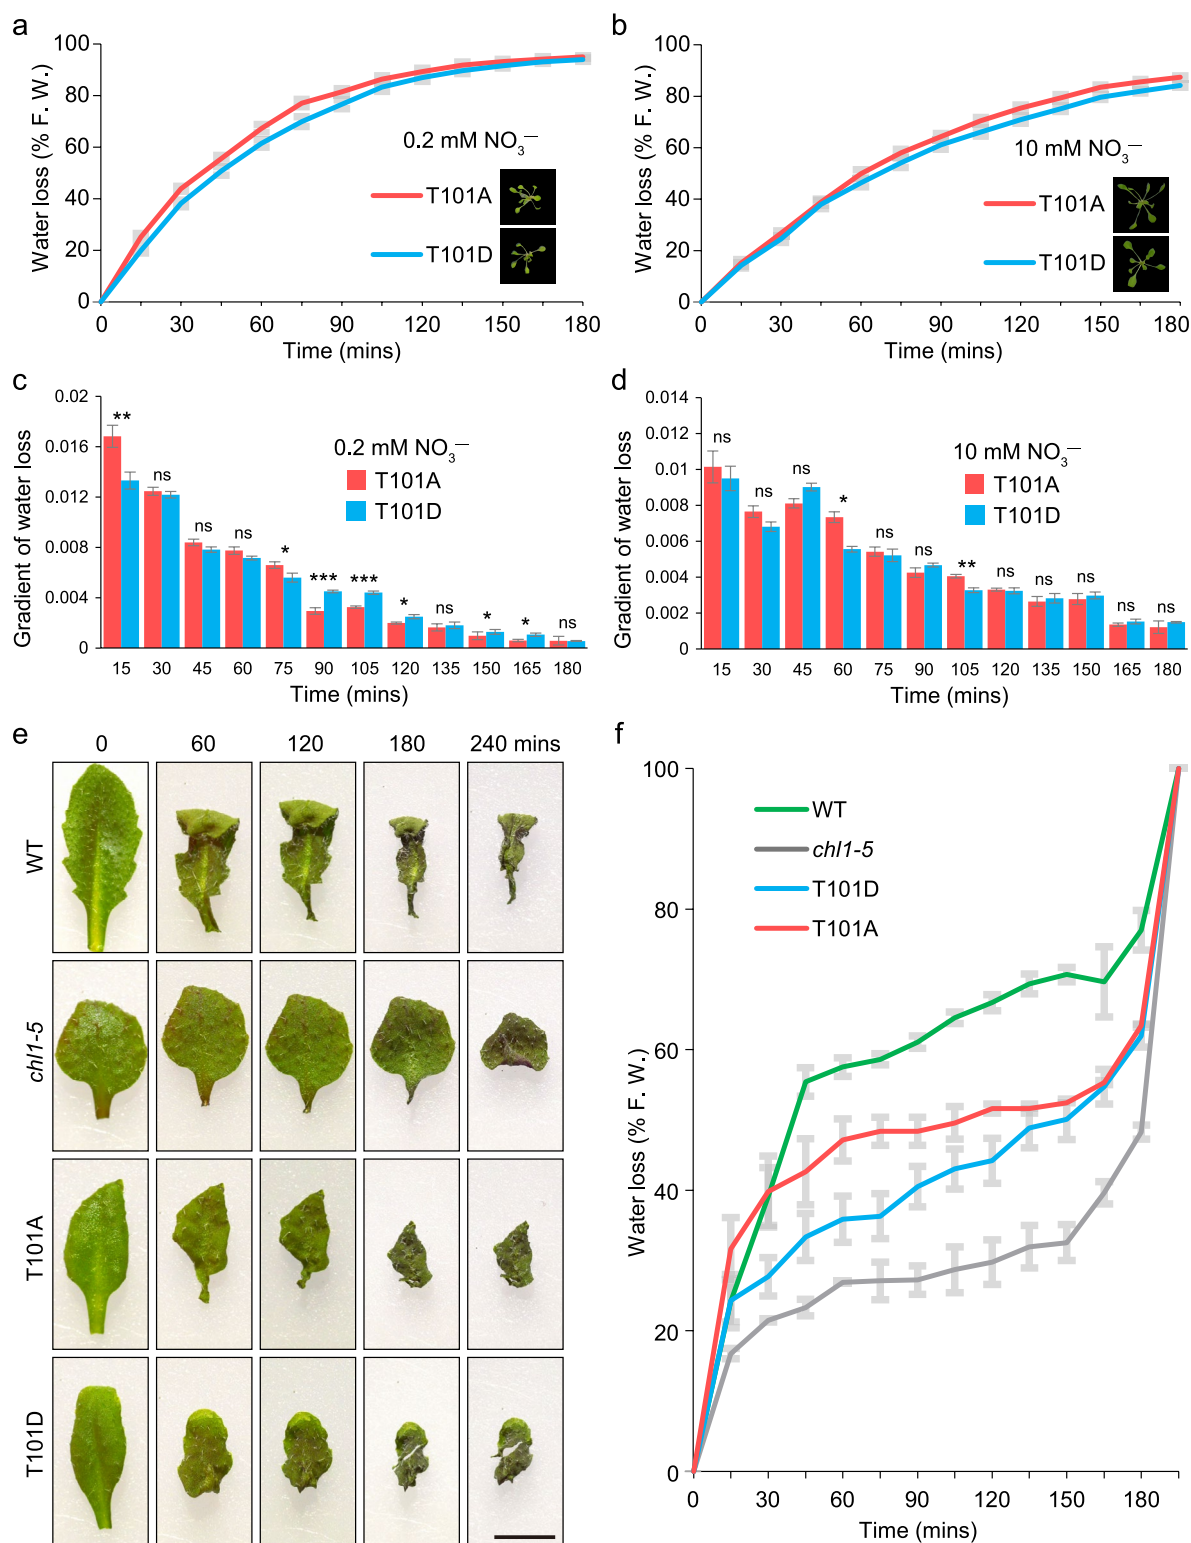 a
100
80
60
40
20
0
Water loss (% F. W.)
0 30 60 90 120 150 180
Time (mins)
0.2 mM NO₃⁻
T101A
T101D
b
100
80
60
40
20
0
Water loss (% F. W.)
0 30 60 90 120 150 180
Time (mins)
10 mM NO₃⁻
T101A
T101D
c
0.02
0.016
0.012
0.008
0.004
0
Gradient of water loss
** ns ns ns * *** *** * ns * * ns
0.2 mM NO₃⁻
T101A
T101D
15 30 45 60 75 90 105 120 135 150 165 180
Time (mins)
d
0.014
0.012
0.01
0.008
0.006
0.004
0.002
0
Gradient of water loss
ns ns ns * ns ns ** ns ns ns ns ns
10 mM NO₃⁻
T101A
T101D
15 30 45 60 75 90 105 120 135 150 165 180
Time (mins)
e
0 60 120 180 240 mins
WT
chl1-5
T101A
T101D
f
100
80
60
40
20
0
Water loss (% F. W.)
WT
chl1-5
T101D
T101A
0 30 60 90 120 150 180
Time (mins)